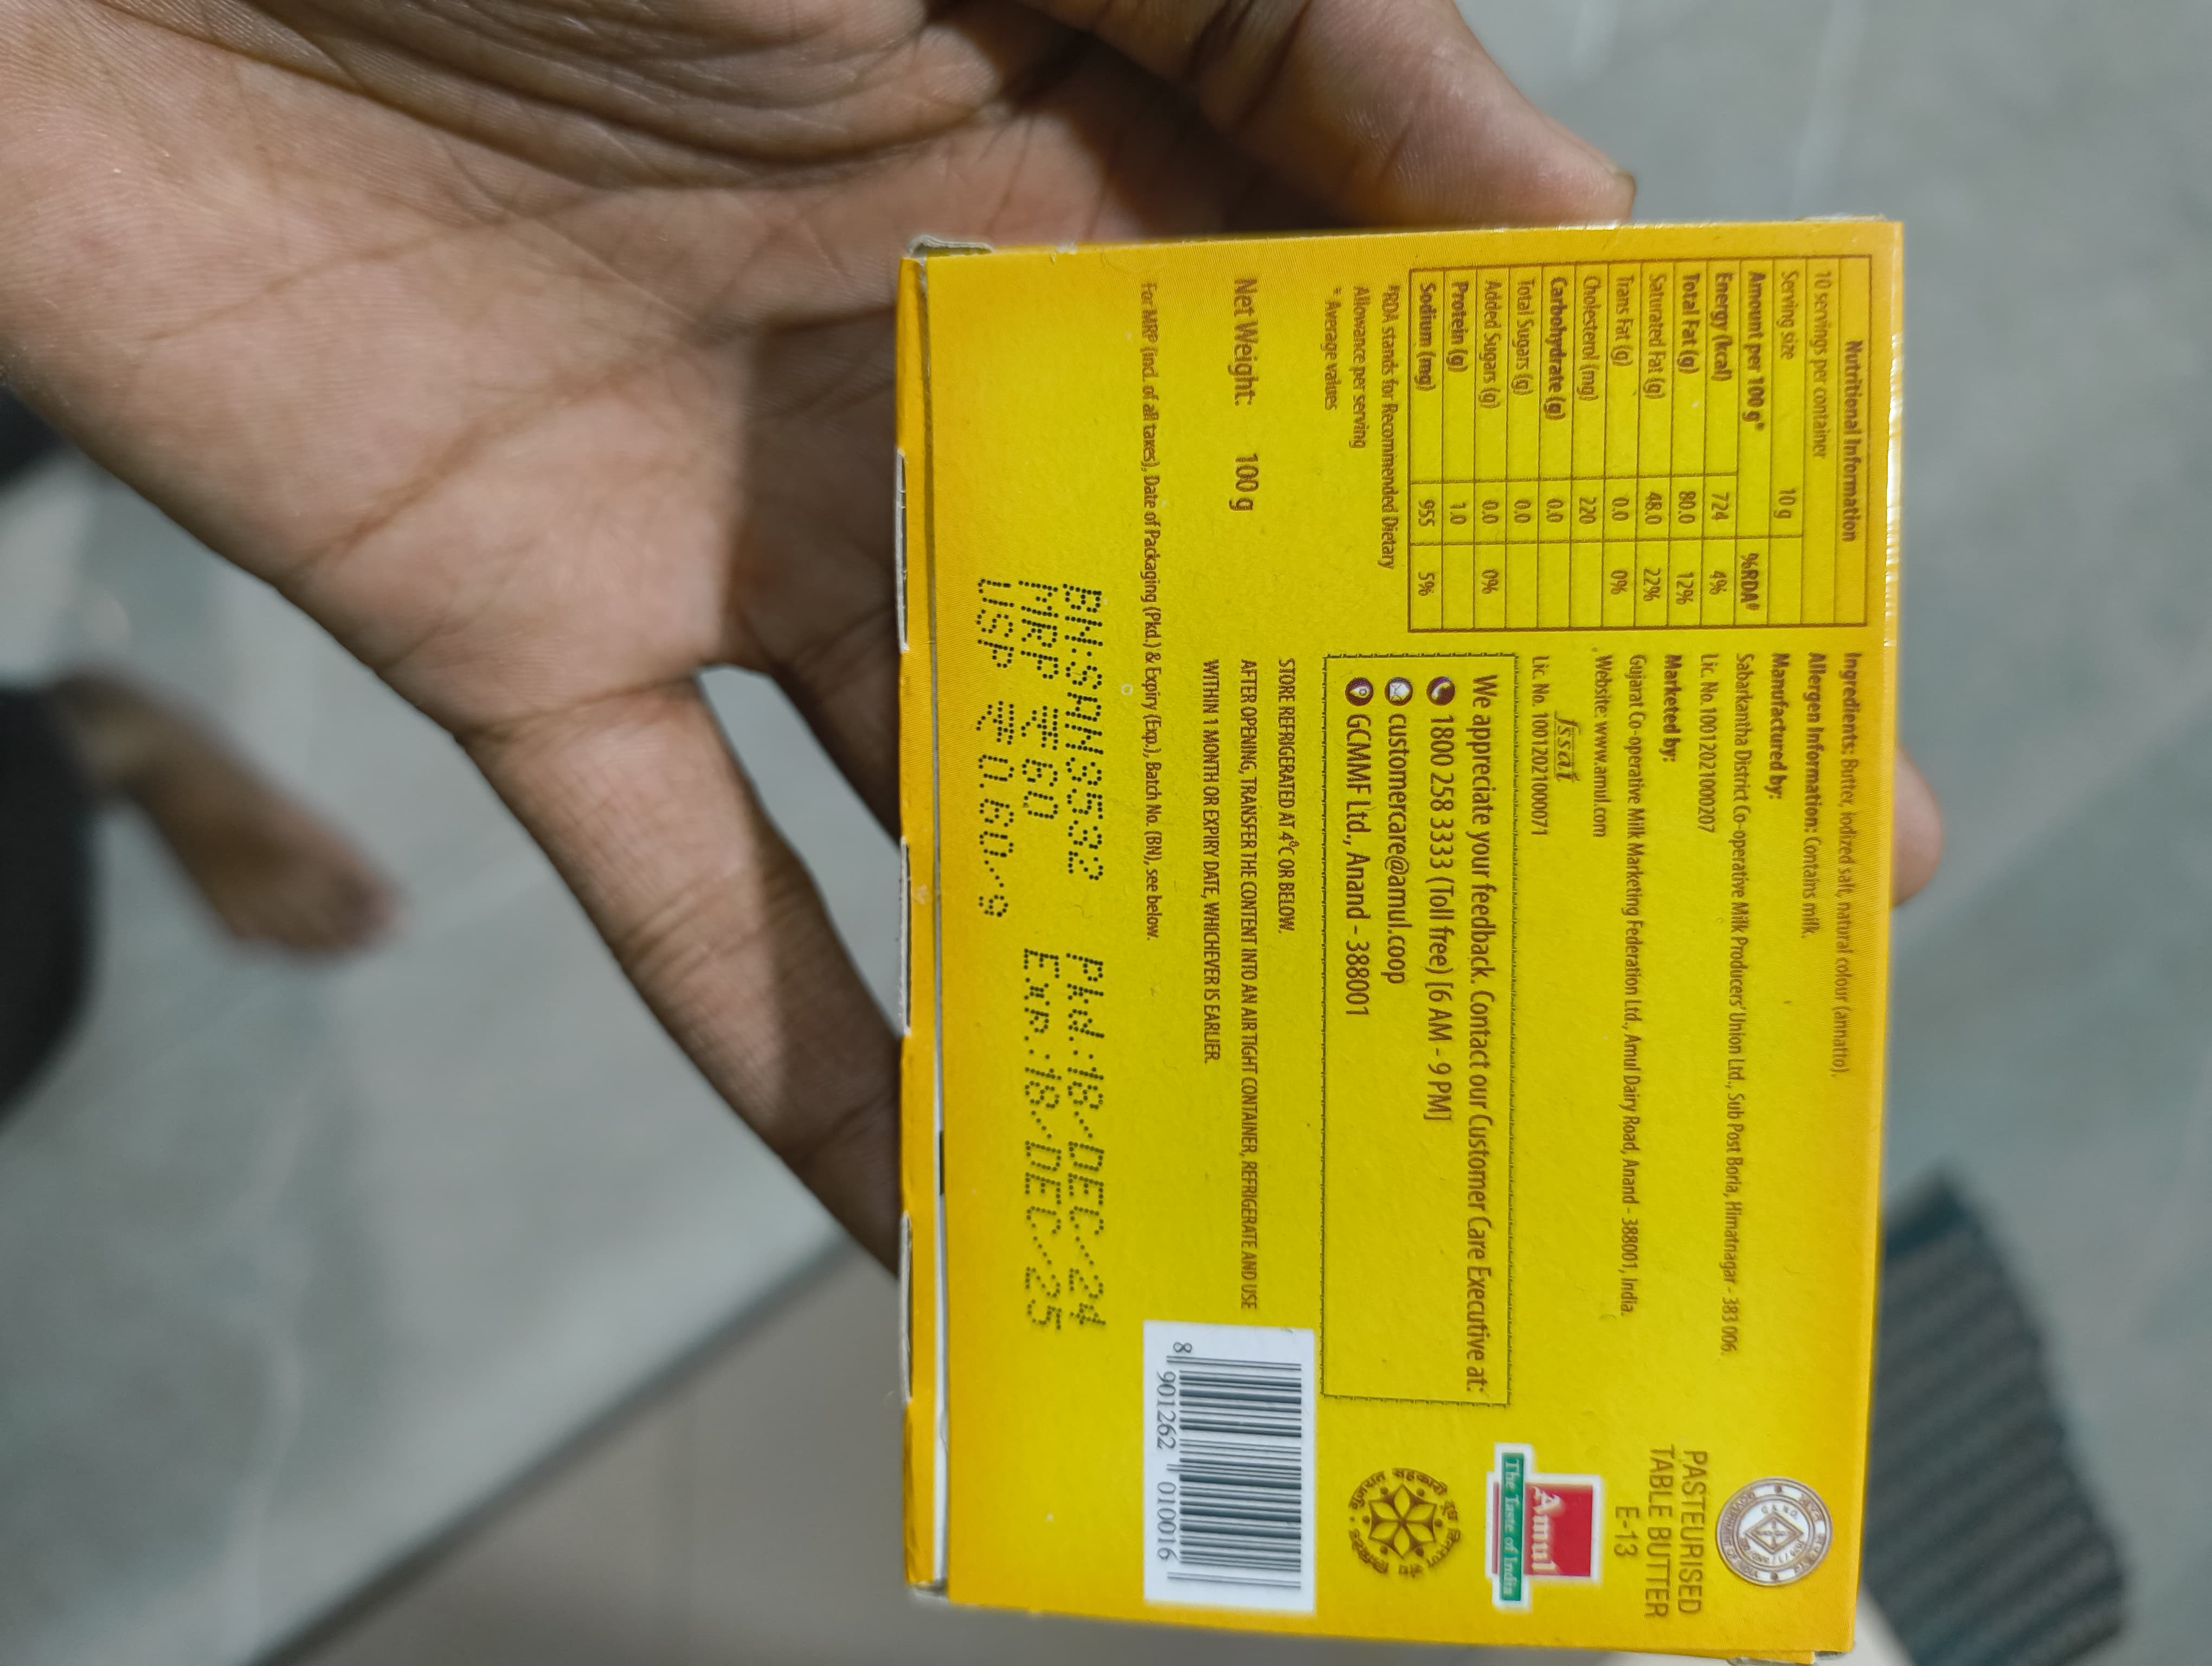 Nutritional Information
10 servings per container
Serving size 10 g
Amount per 100 g* %RDA#
Energy (kcal) 724 4%
Total Fat (g) 80.0 12%
Saturated Fat (g) 48.0 22%
Trans Fat (g) 0.0 0%
Cholesterol (mg) 220
Carbohydrate (g) 0.0
Total Sugars (g) 0.0
Added Sugars (g) 0.0 0%
Protein (g) 1.0
Sodium (mg) 955 5%
#RDA stands for Recommended Dietary
Allowance per serving
* Average values
Net Weight: 100 g
Ingredients: Butter, iodized salt, natural colour (annatto).
Allergen Information: Contains milk.
Manufactured by:
Sabarkantha District Co-operative Milk Producers' Union Ltd., Sub Post Boria, Himatnagar - 383 006.
Lic. No. 10012021000207
Marketed by:
Gujarat Co-operative Milk Marketing Federation Ltd., Amul Dairy Road, Anand - 388001, India.
Website: www.amul.com
fssai
Lic. No. 10012021000071
We appreciate your feedback. Contact our Customer Care Executive at:
1800 258 3333 (Toll free) [6 AM - 9 PM]
customercare@amul.coop
GCMMF Ltd., Anand - 388001
STORE REFRIGERATED AT 4°C OR BELOW.
AFTER OPENING, TRANSFER THE CONTENT INTO AN AIR TIGHT CONTAINER, REFRIGERATE AND USE
WITHIN 1 MONTH OR EXPIRY DATE, WHICHEVER IS EARLIER.
PASTEURISED
TABLE BUTTER
E-13
Amul
The Taste of India
8 901262 010016
For MRP (incl. of all taxes), Date of Packaging (Pkd.) & Expiry (Exp.), Batch No. (BN), see below.
BN:SAH3532 Pkd.:18/DEC/24
MRP ₹60 Exp.:18/DEC/25
USP ₹0.60/g